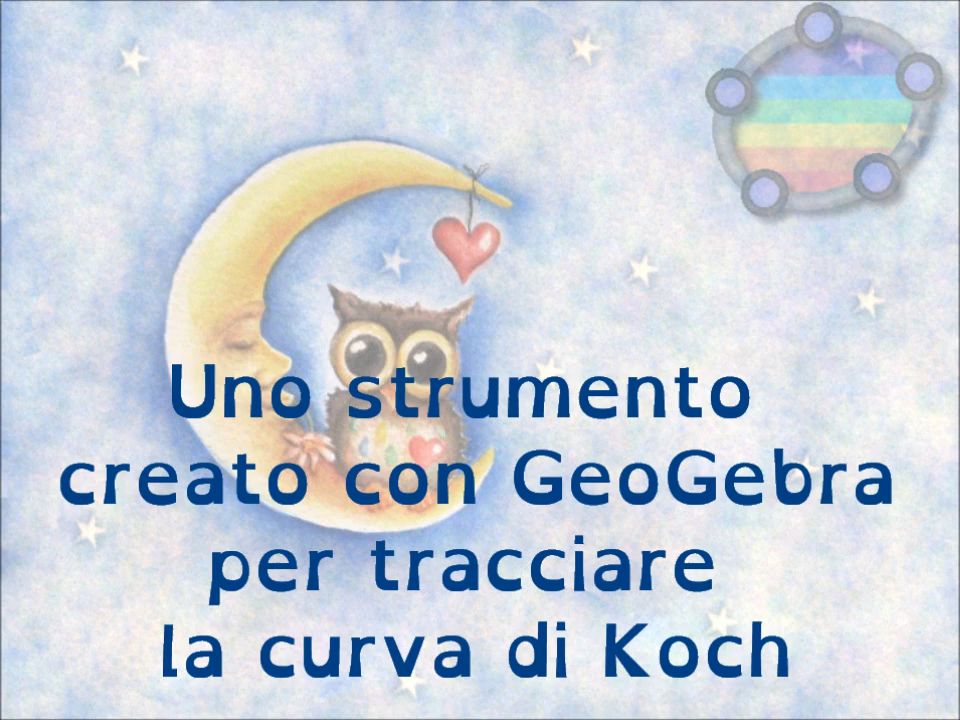 Uno strumento
creato con GeoGebra
per tracciare
la curva di Koch